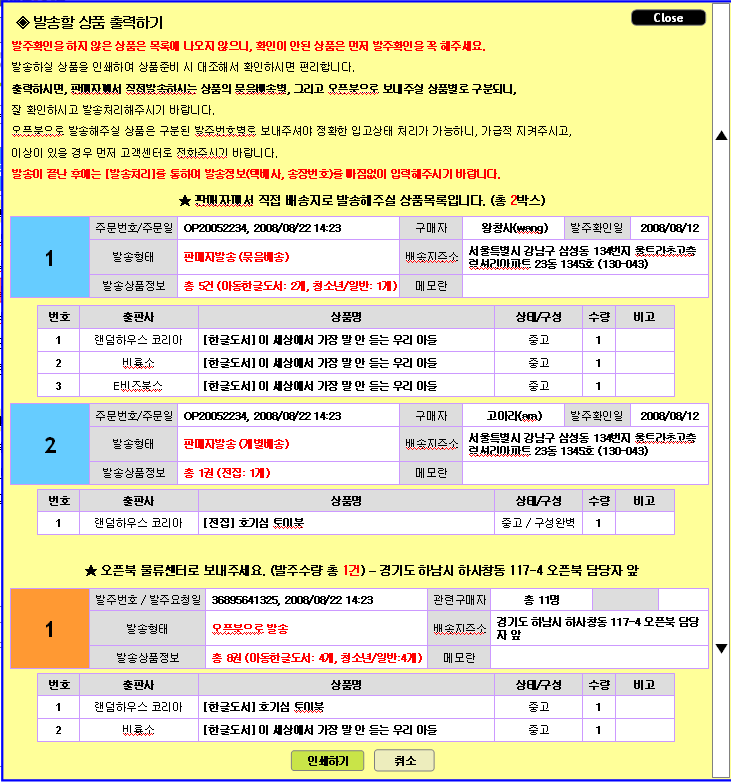 ◈ 발송할 상품 출력하기
Close
발주확인을 하지 않은 상품은 목록에 나오지 않으니, 확인이 안된 상품은 먼저 발주확인을 꼭 해주세요.
발송하실 상품을 인쇄하여 상품준비 시 대조해서 확인하시면 편리합니다.
출력하시면, 판매자께서 직접발송하시는 상품의 묶음배송별, 그리고 오픈북으로 보내주실 상품별로 구분되니,
잘 확인하시고 발송처리해주시기 바랍니다.
오픈북으로 발송해주실 상품은 구분된 발주번호별로 보내주셔야 정확한 입고상태 처리가 가능하니, 가급적 지켜주시고,
이상이 있을 경우 먼저 고객센터로 전화주시기 바랍니다.
발송이 끝난 후에는 [발송처리]를 통하여 발송정보(택배사, 송장번호)를 빠짐없이 입력해주시기 바랍니다.
★ 판매자께서 직접 배송지로 발송해주실 상품목록입니다. (총 2박스)
1
주문번호/주문일 OP20052234, 2008/08/22 14:23 구매자 왕창사(wang) 발주확인일 2008/08/12
발송형태 판매자발송 (묶음배송) 배송지주소 서울특별시 강남구 삼성동 134번지 울트라초고층
럭셔리아파트 23동 1345호 (130-043)
발송상품정보 총 5건 (아동한글도서: 2개, 청소년/일반: 1개) 메모란
번호 출판사 상품명 상태/구성 수량 비고
1 랜덤하우스 코리아 [한글도서] 이 세상에서 가장 말 안 듣는 우리 아들 중고 1
2 비룡소 [한글도서] 이 세상에서 가장 말 안 듣는 우리 아들 중고 1
3 E비즈북스 [한글도서] 이 세상에서 가장 말 안 듣는 우리 아들 중고 1
2
주문번호/주문일 OP20052234, 2008/08/22 14:23 구매자 고아라(ara) 발주확인일 2008/08/12
발송형태 판매자발송 (개별배송) 배송지주소 서울특별시 강남구 삼성동 134번지 울트라초고층
럭셔리아파트 23동 1345호 (130-043)
발송상품정보 총 1권 (전집: 1개) 메모란
번호 출판사 상품명 상태/구성 수량 비고
1 랜덤하우스 코리아 [전집] 호기심 토이북 중고 / 구성완벽 1
★ 오픈북 물류센터로 보내주세요. (발주수량 총 1건) – 경기도 하남시 하사창동 117-4 오픈북 담당자 앞
1
발주번호 / 발주요청일 36895641325, 2008/08/22 14:23 관련구매자 총 11명
발송형태 오픈북으로 발송 배송지주소 경기도 하남시 하사창동 117-4 오픈북 담당
자 앞
발송상품정보 총 8권 (아동한글도서: 4개, 청소년/일반:4개) 메모란
번호 출판사 상품명 상태/구성 수량 비고
1 랜덤하우스 코리아 [한글도서] 호기심 토이북 중고 1
2 비룡소 [한글도서] 이 세상에서 가장 말 안 듣는 우리 아들 중고 1
인쇄하기 취소